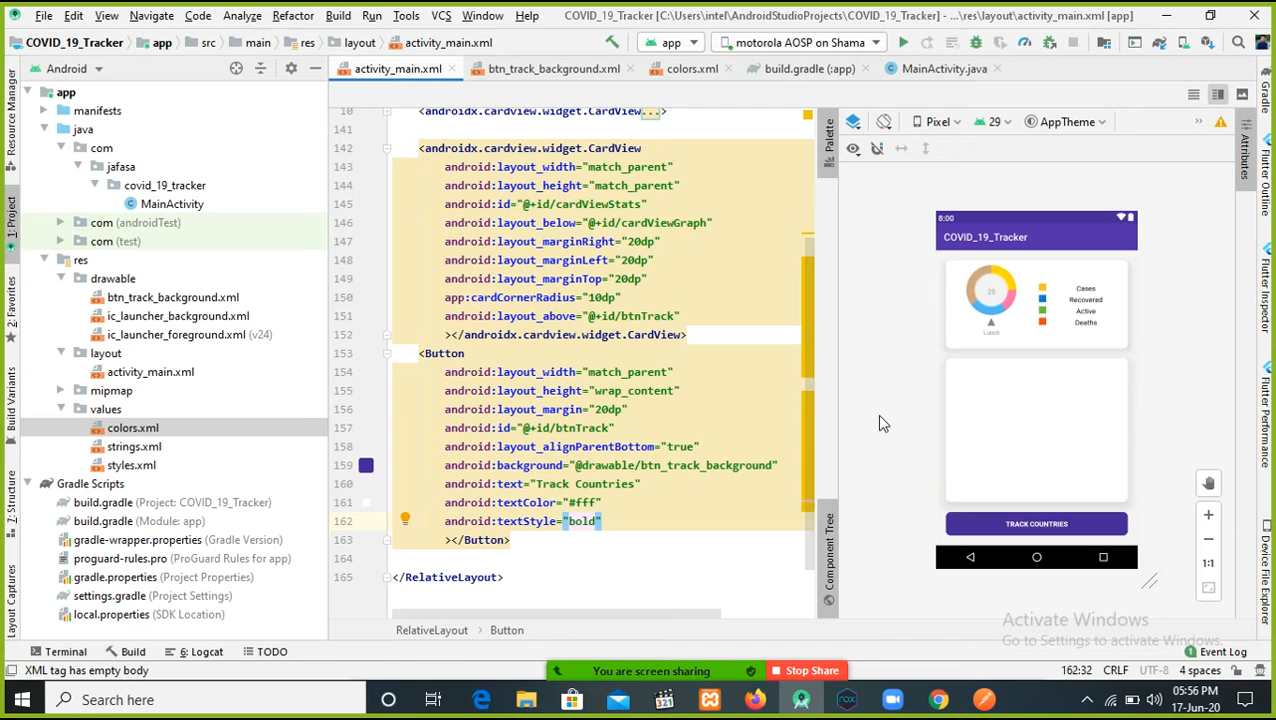 File Edit View Navigate Code Analyze Refactor Build Run Tools VCS Window Help COVID_19_Tracker [C:\Users\intel\AndroidStudioProjects\COVID_19_Tracker] - ...\res\layout\activity_main.xml [app]
COVID_19_Tracker app src main res layout activity_main.xml app motorola AOSP on Shama
Android activity_main.xml btn_track_background.xml colors.xml build.gradle (:app) MainActivity.java
app
manifests
java
com
jafasa
covid_19_tracker
MainActivity
com (androidTest)
com (test)
res
drawable
btn_track_background.xml
ic_launcher_background.xml
ic_launcher_foreground.xml (v24)
layout
activity_main.xml
mipmap
values
colors.xml
strings.xml
styles.xml
Gradle Scripts
build.gradle (Project: COVID_19_Tracker)
build.gradle (Module: app)
gradle-wrapper.properties (Gradle Version)
proguard-rules.pro (ProGuard Rules for app)
gradle.properties (Project Properties)
settings.gradle (Project Settings)
local.properties (SDK Location)
Resource Manager
1: Project
2: Favorites
Build Variants
7: Structure
Layout Captures
10 <androidx.cardview.widget.CardView...>
141
142 <androidx.cardview.widget.CardView
143 android:layout_width="match_parent"
144 android:layout_height="match_parent"
145 android:id="@+id/cardViewStats"
146 android:layout_below="@+id/cardViewGraph"
147 android:layout_marginRight="20dp"
148 android:layout_marginLeft="20dp"
149 android:layout_marginTop="20dp"
150 app:cardCornerRadius="10dp"
151 android:layout_above="@+id/btnTrack"
152 ></androidx.cardview.widget.CardView>
153 <Button
154 android:layout_width="match_parent"
155 android:layout_height="wrap_content"
156 android:layout_margin="20dp"
157 android:id="@+id/btnTrack"
158 android:layout_alignParentBottom="true"
159 android:background="@drawable/btn_track_background"
160 android:text="Track Countries"
161 android:textColor="#fff"
162 android:textStyle="bold"
163 ></Button>
164
165 </RelativeLayout>
RelativeLayout Button
Palette
Component Tree
Pixel 29 AppTheme
8:00
COVID_19_Tracker
25
Lunch
Cases
Recovered
Active
Deaths
TRACK COUNTRIES
1:1
Gradle
Attributes
Flutter Outline
Flutter Inspector
Flutter Performance
Device File Explorer
Activate Windows
Go to Settings to activate Windows.
Terminal Build 6: Logcat TODO Event Log
XML tag has empty body You are screen sharing Stop Share 162:32 CRLF UTF-8 4 spaces
Type here to search 321 05:56 PM
17-Jun-20